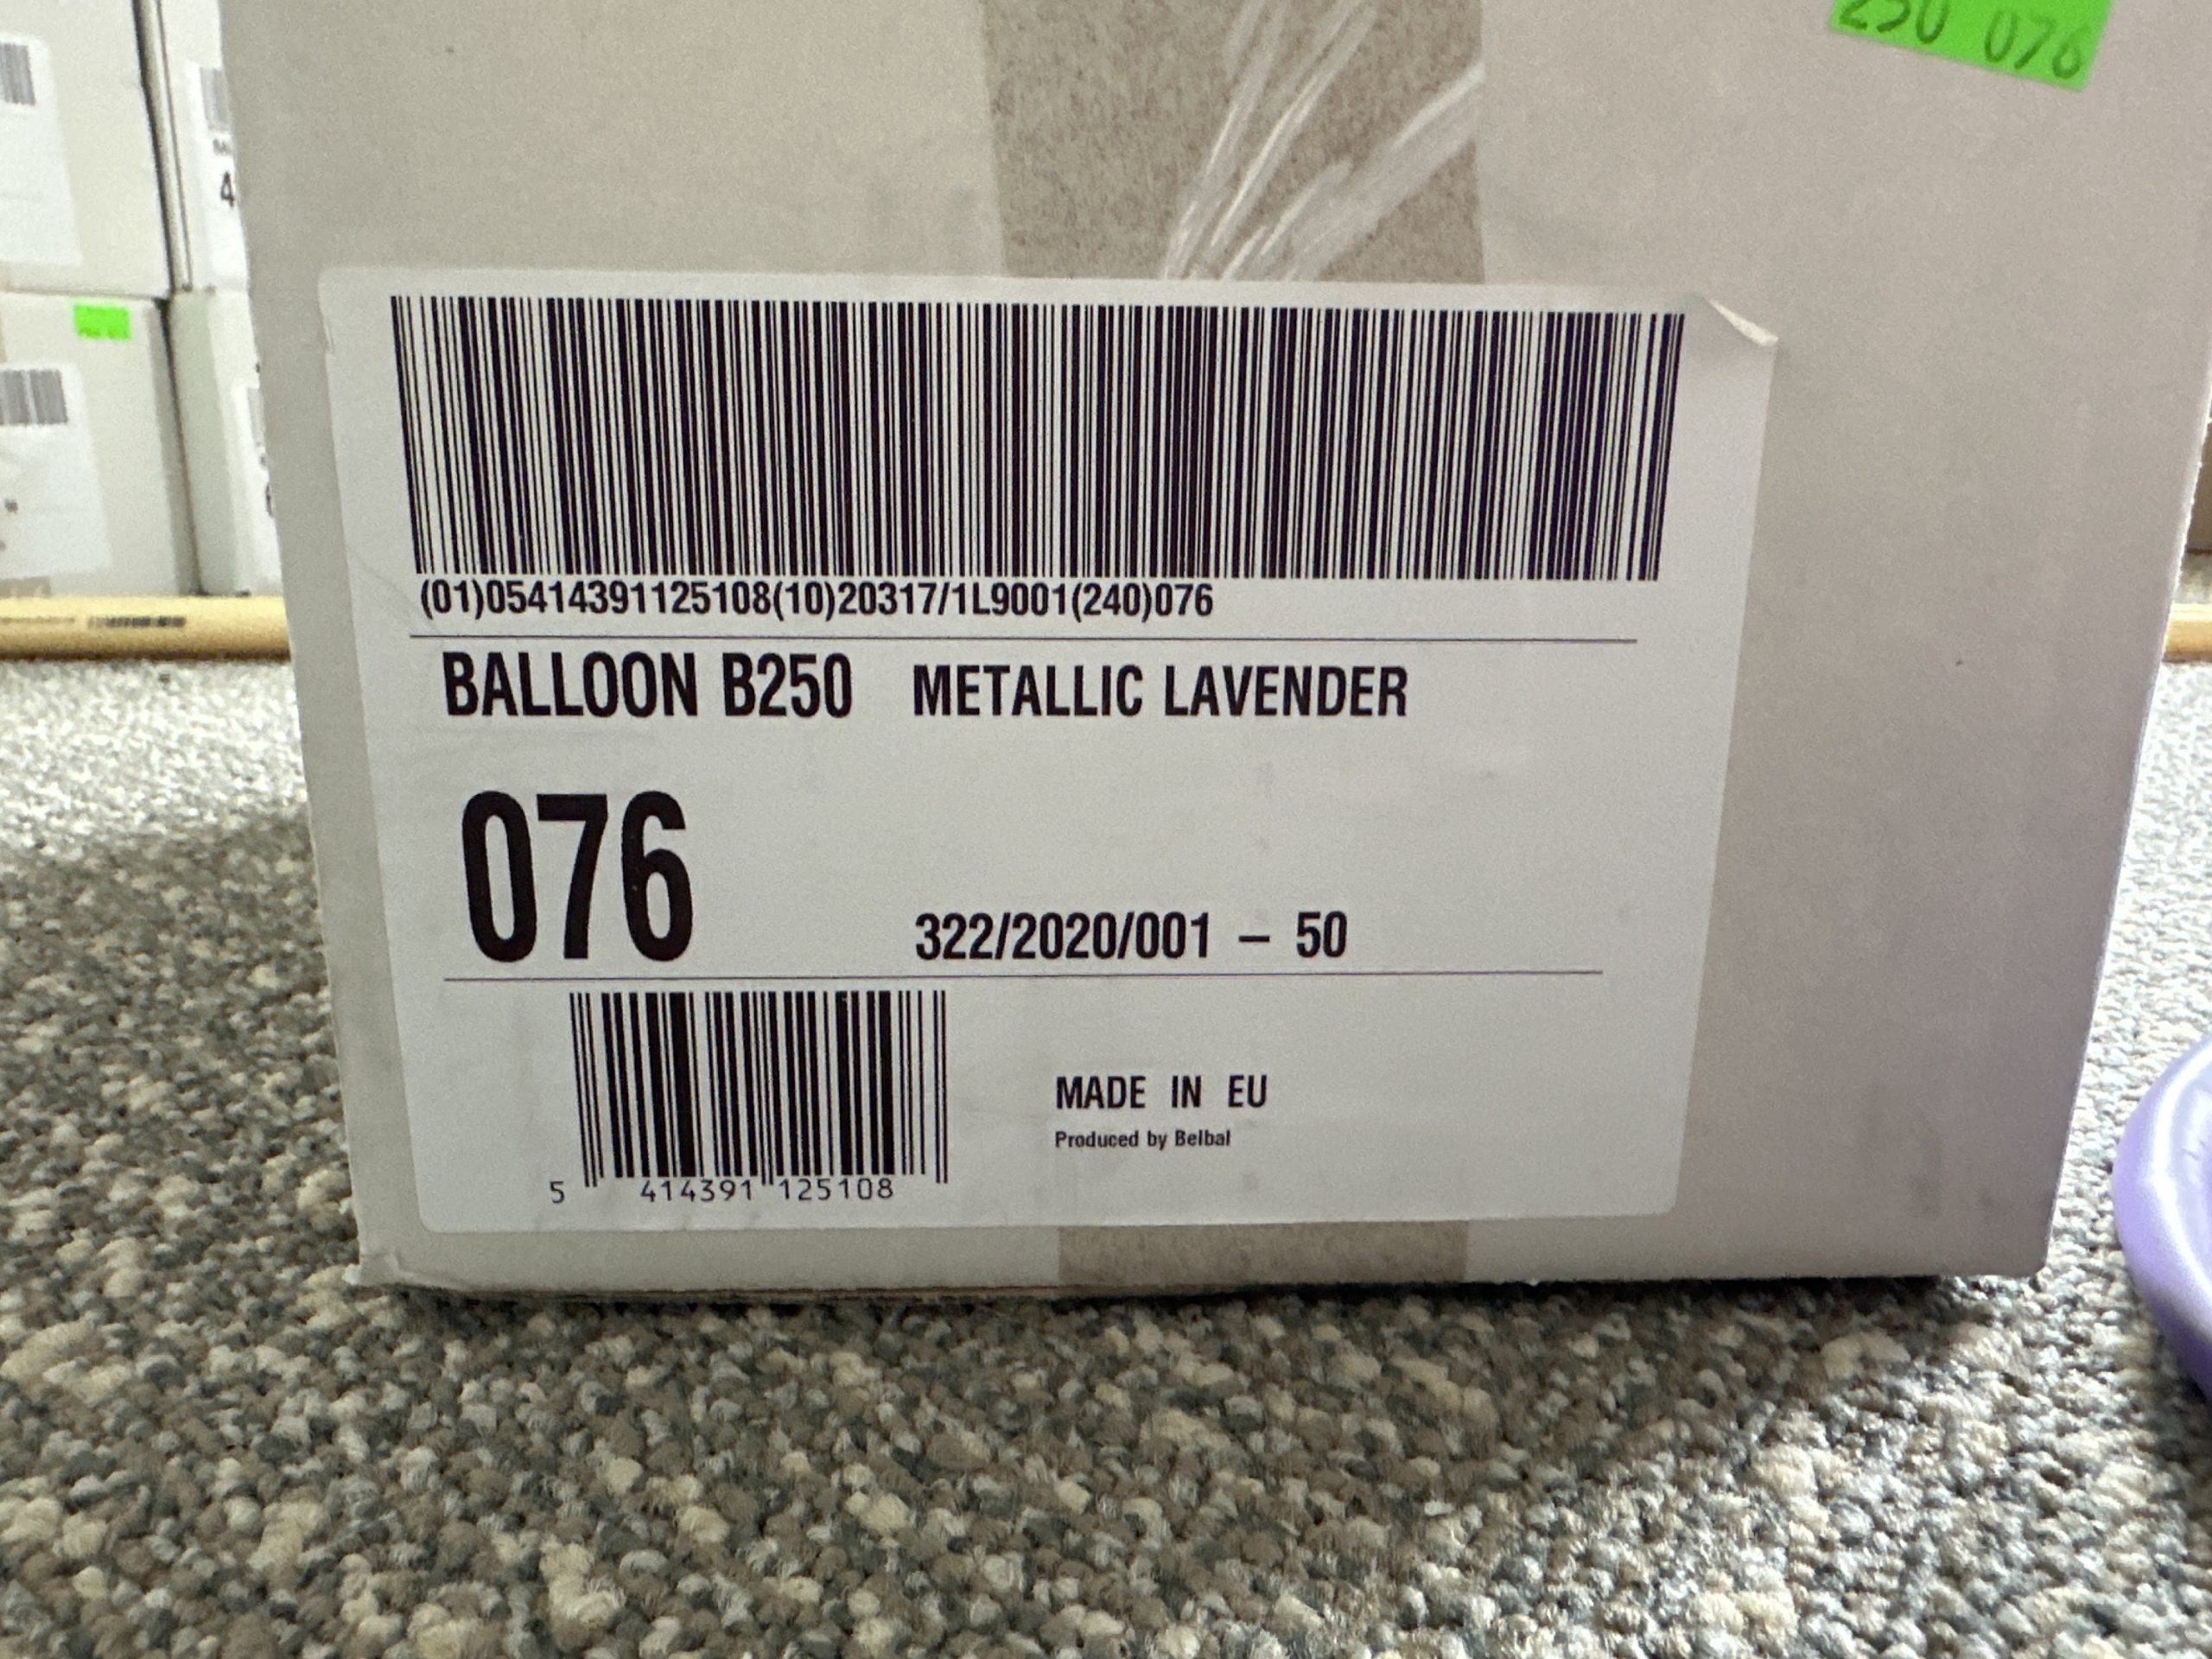 250 076
(01)05414391125108(10)20317/1L9001(240)076
BALLOON B250 METALLIC LAVENDER
076
322/2020/001 – 50
MADE IN EU
Produced by Belbal
5 414391 125108